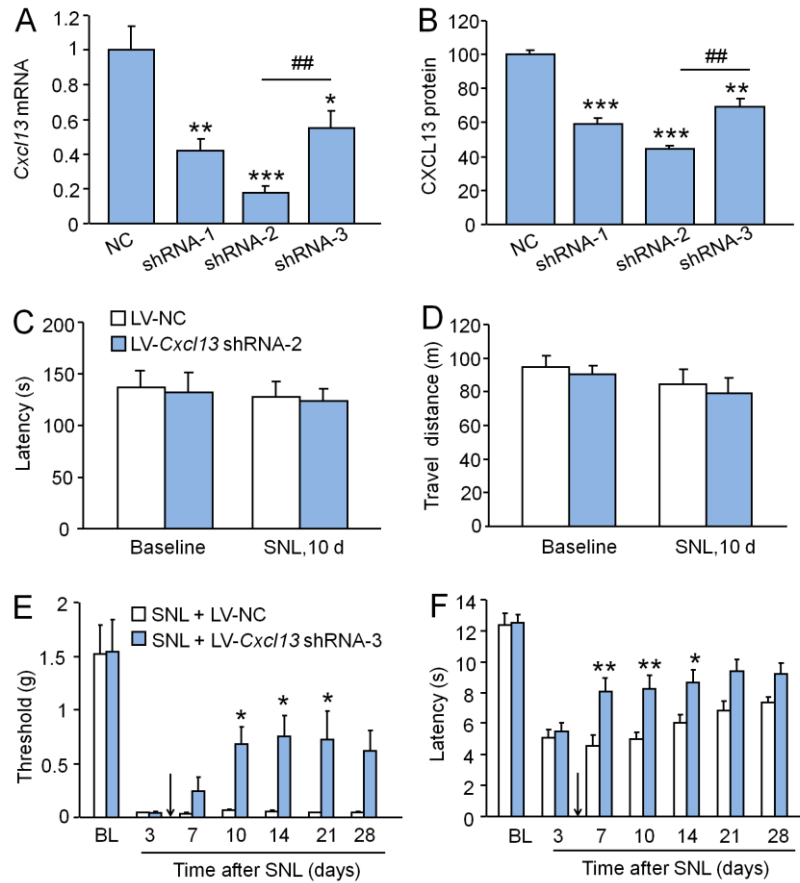 A
Cxcl13 mRNA
1.2
1
0.8
0.6
0.4
0.2
0
**
***
##
*
NC
shRNA-1
shRNA-2
shRNA-3
B
CXCL13 protein
120
100
80
60
40
20
0
***
***
##
**
NC
shRNA-1
shRNA-2
shRNA-3
C
Latency (s)
200
150
100
50
0
LV-NC
LV-Cxcl13 shRNA-2
Baseline
SNL,10 d
D
Travel distance (m)
120
100
80
60
40
20
0
Baseline
SNL,10 d
E
Threshold (g)
2
1.5
1
0.5
0
SNL + LV-NC
SNL + LV-Cxcl13 shRNA-3
* * *
BL 3 7 10 14 21 28
Time after SNL (days)
F
Latency (s)
14
12
10
8
6
4
2
0
** ** *
BL 3 7 10 14 21 28
Time after SNL (days)